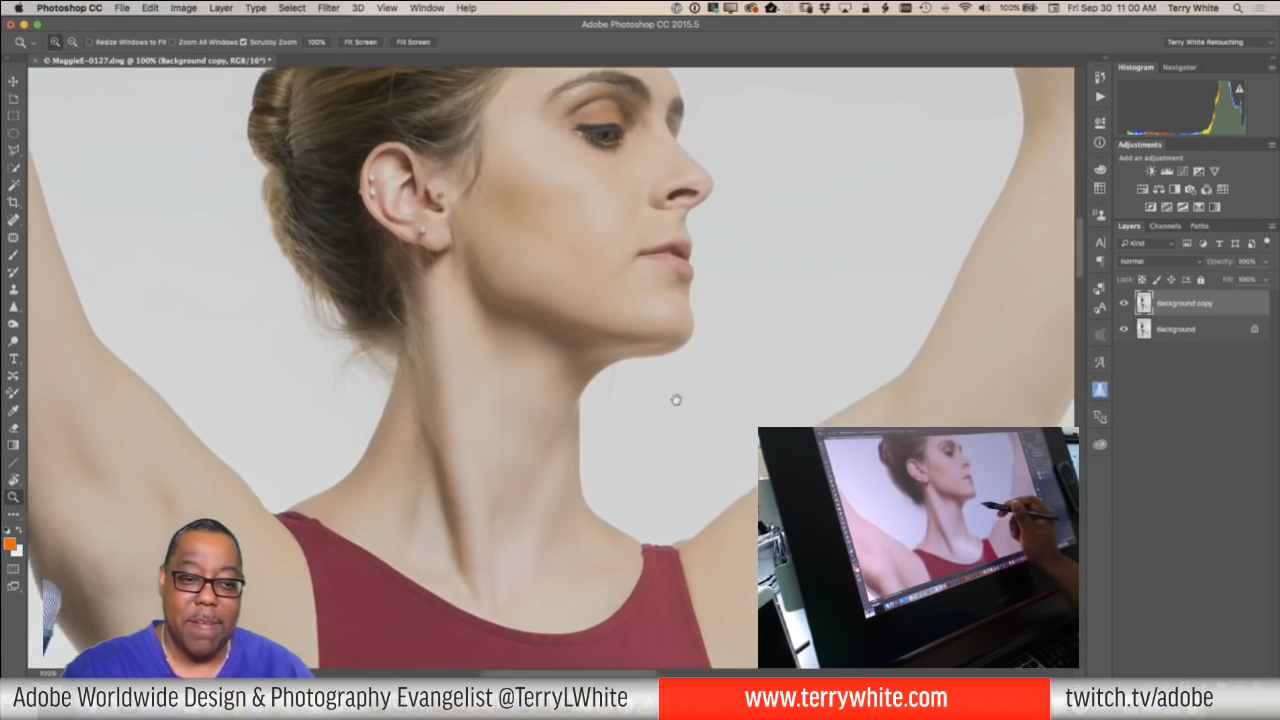 Photoshop CC File Edit Image Layer Type Select Filter 3D View Window Help 100% Fri Sep 30 11:00 AM Terry White
Adobe Photoshop CC 2015.5
Resize Windows to Fit Zoom All Windows Scrubby Zoom 100% Fit Screen Fill Screen Terry White Retouching
© MaggieE-0127.dng @ 100% (Background copy, RGB/16*) *
Histogram Navigator
Adjustments
Add an adjustment
Layers Channels Paths
Kind
Normal Opacity: 100%
Lock: Fill: 100%
Background copy
Background
100%
Adobe Worldwide Design & Photography Evangelist @TerryLWhite www.terrywhite.com twitch.tv/adobe